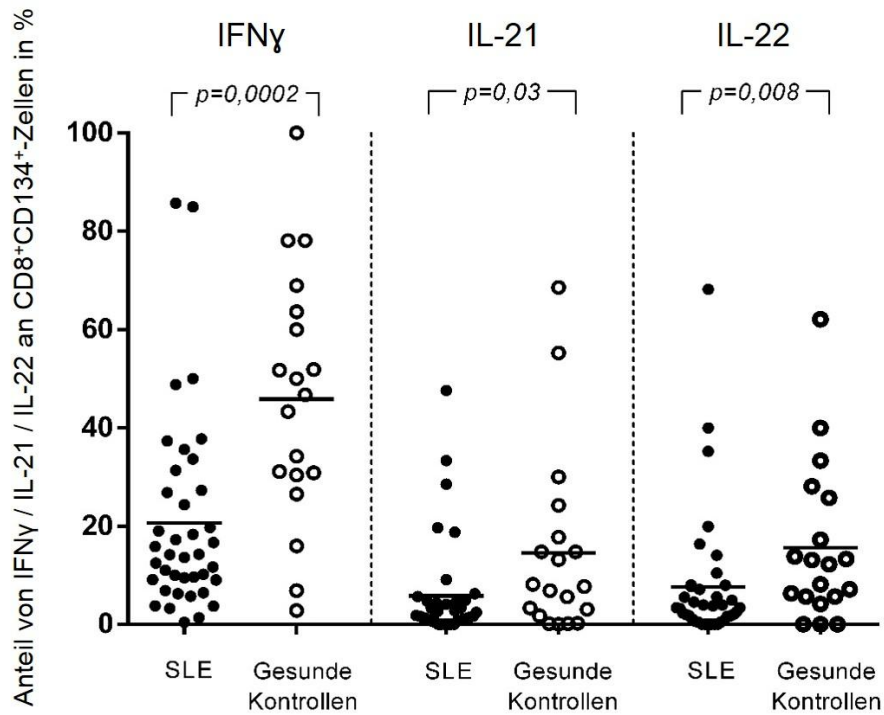 Anteil von IFNγ / IL-21 / IL-22 an CD8⁺CD134⁺-Zellen in %
IFNγ IL-21 IL-22
p=0,0002 p=0,03 p=0,008
100
80
60
40
20
0
SLE Gesunde Kontrollen SLE Gesunde Kontrollen SLE Gesunde Kontrollen